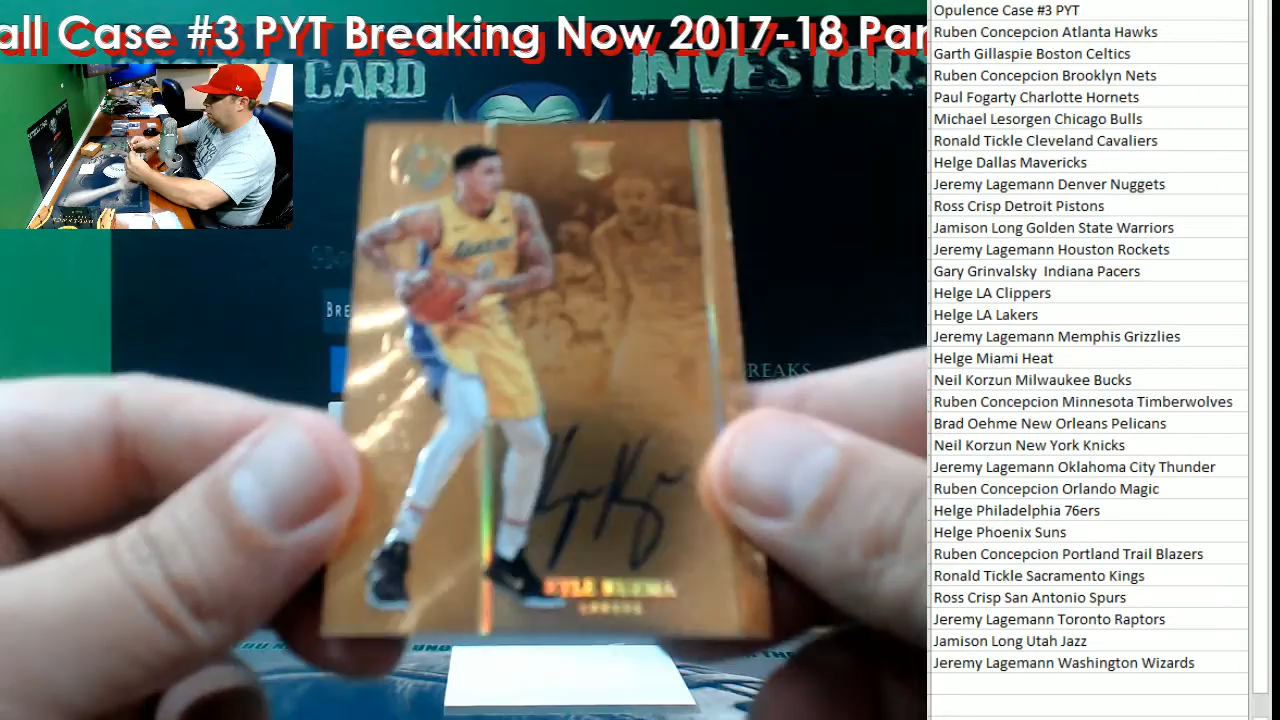 all Case #3 PYT Breaking Now 2017-18 Pan
CARD INVESTORS
BREAKS
KYLE KUZMA
LAKERS
Opulence Case #3 PYT
Ruben Concepcion Atlanta Hawks
Garth Gillaspie Boston Celtics
Ruben Concepcion Brooklyn Nets
Paul Fogarty Charlotte Hornets
Michael Lesorgen Chicago Bulls
Ronald Tickle Cleveland Cavaliers
Helge Dallas Mavericks
Jeremy Lagemann Denver Nuggets
Ross Crisp Detroit Pistons
Jamison Long Golden State Warriors
Jeremy Lagemann Houston Rockets
Gary Grinvalsky  Indiana Pacers
Helge LA Clippers
Helge LA Lakers
Jeremy Lagemann Memphis Grizzlies
Helge Miami Heat
Neil Korzun Milwaukee Bucks
Ruben Concepcion Minnesota Timberwolves
Brad Oehme New Orleans Pelicans
Neil Korzun New York Knicks
Jeremy Lagemann Oklahoma City Thunder
Ruben Concepcion Orlando Magic
Helge Philadelphia 76ers
Helge Phoenix Suns
Ruben Concepcion Portland Trail Blazers
Ronald Tickle Sacramento Kings
Ross Crisp San Antonio Spurs
Jeremy Lagemann Toronto Raptors
Jamison Long Utah Jazz
Jeremy Lagemann Washington Wizards